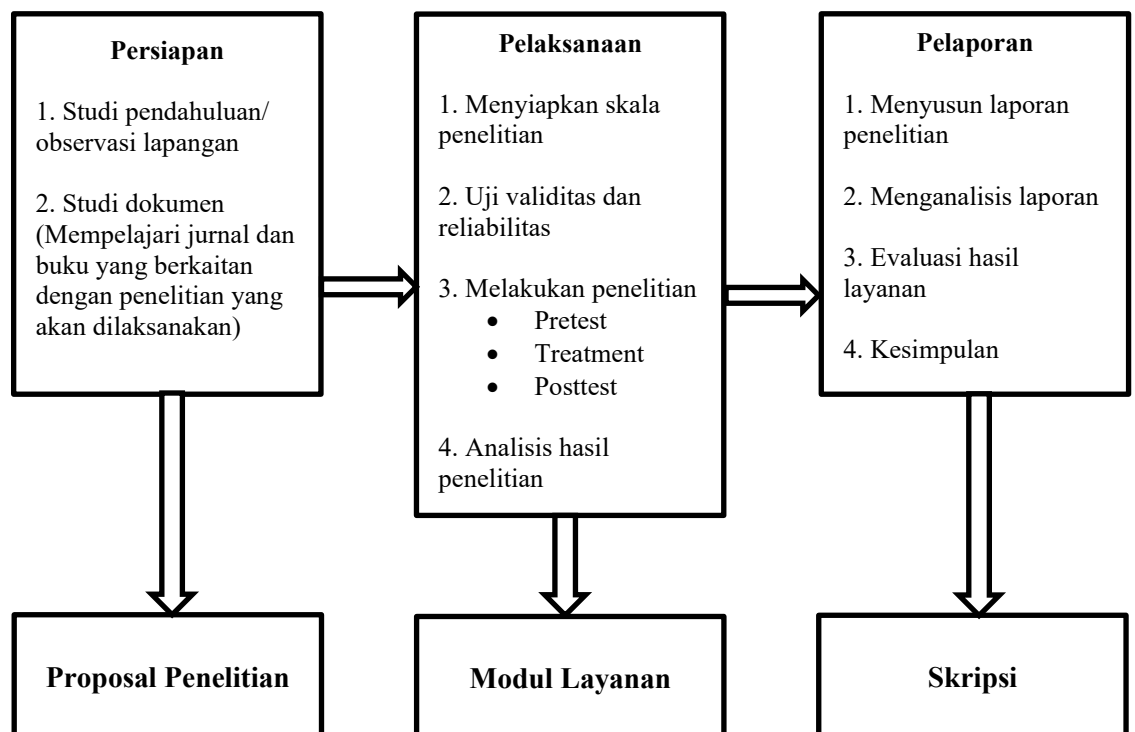 Persiapan
1. Studi pendahuluan/
observasi lapangan
2. Studi dokumen
(Mempelajari jurnal dan
buku yang berkaitan
dengan penelitian yang
akan dilaksanakan)
Pelaksanaan
1. Menyiapkan skala
penelitian
2. Uji validitas dan
reliabilitas
3. Melakukan penelitian
• Pretest
• Treatment
• Posttest
4. Analisis hasil
penelitian
Pelaporan
1. Menyusun laporan
penelitian
2. Menganalisis laporan
3. Evaluasi hasil
layanan
4. Kesimpulan
Proposal Penelitian
Modul Layanan
Skripsi